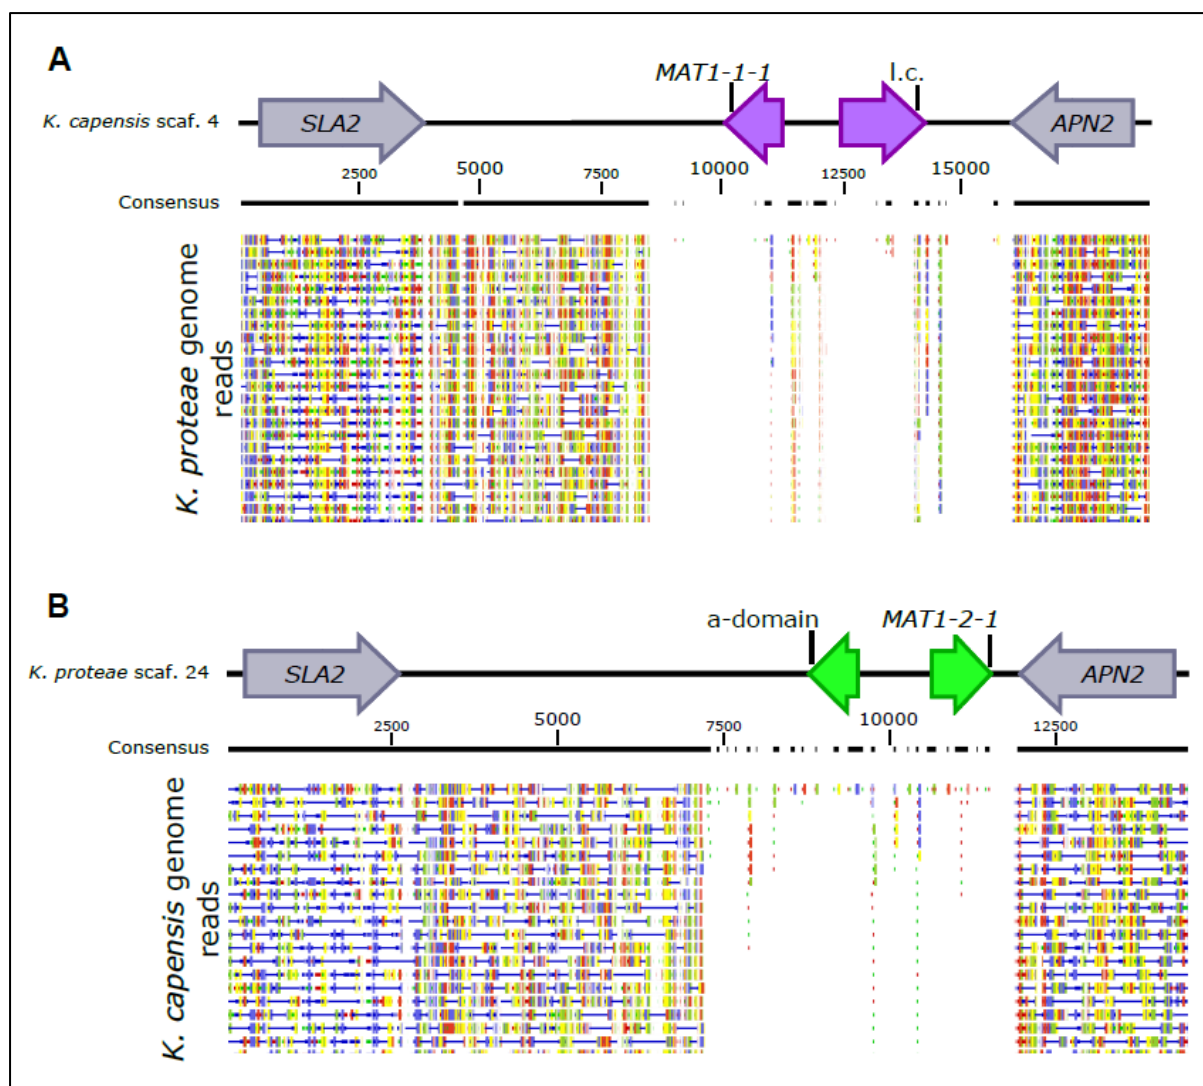 A
MAT1-1-1
l.c.
K. capensis scaf. 4
SLA2
APN2
2500
5000
7500
10000
12500
15000
Consensus
K. proteae genome
reads
B
a-domain
MAT1-2-1
K. proteae scaf. 24
SLA2
APN2
2500
5000
7500
10000
12500
Consensus
K. capensis genome
reads